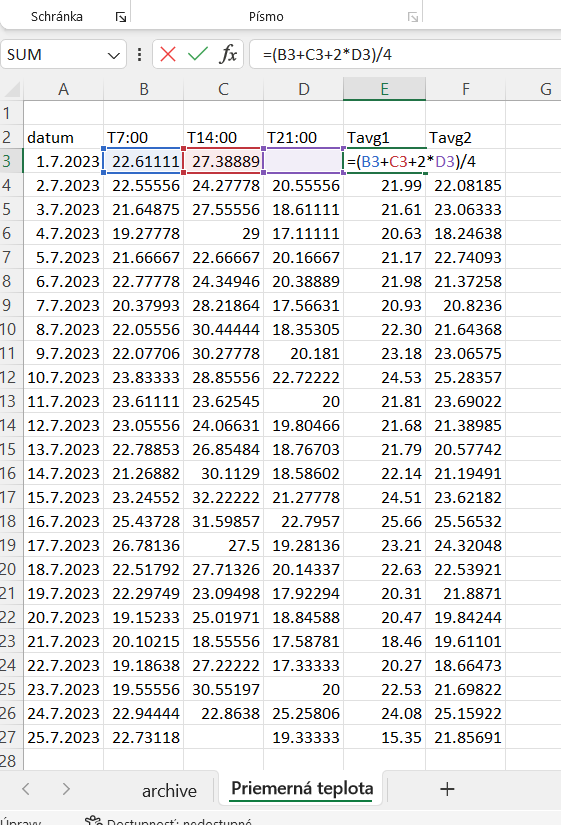 Schránka Písmo
SUM =(B3+C3+2*D3)/4
A B C D E F G
1
2 datum T7:00 T14:00 T21:00 Tavg1 Tavg2
3 1.7.2023 22.61111 27.38889 =(B3+C3+2*D3)/4
4 2.7.2023 22.55556 24.27778 20.55556 21.99 22.08185
5 3.7.2023 21.64875 27.55556 18.61111 21.61 23.06333
6 4.7.2023 19.27778 29 17.11111 20.63 18.24638
7 5.7.2023 21.66667 22.66667 20.16667 21.17 22.74093
8 6.7.2023 22.77778 24.34946 20.38889 21.98 21.37258
9 7.7.2023 20.37993 28.21864 17.56631 20.93 20.8236
10 8.7.2023 22.05556 30.44444 18.35305 22.30 21.64368
11 9.7.2023 22.07706 30.27778 20.181 23.18 23.06575
12 10.7.2023 23.83333 28.85556 22.72222 24.53 25.28357
13 11.7.2023 23.61111 23.62545 20 21.81 23.69022
14 12.7.2023 23.05556 24.06631 19.80466 21.68 21.38985
15 13.7.2023 22.78853 26.85484 18.76703 21.79 20.57742
16 14.7.2023 21.26882 30.1129 18.58602 22.14 21.19491
17 15.7.2023 23.24552 32.22222 21.27778 24.51 23.62182
18 16.7.2023 25.43728 31.59857 22.7957 25.66 25.56532
19 17.7.2023 26.78136 27.5 19.28136 23.21 24.32048
20 18.7.2023 22.51792 27.71326 20.14337 22.63 22.53921
21 19.7.2023 22.29749 23.09498 17.92294 20.31 21.8871
22 20.7.2023 19.15233 25.01971 18.84588 20.47 19.84244
23 21.7.2023 20.10215 18.55556 17.58781 18.46 19.61101
24 22.7.2023 19.18638 27.22222 17.33333 20.27 18.66473
25 23.7.2023 19.55556 30.55197 20 22.53 21.69822
26 24.7.2023 22.94444 22.8638 25.25806 24.08 25.15922
27 25.7.2023 22.73118 19.33333 15.35 21.85691
28
archive Priemerná teplota
Úpravy Dostupnosť: nedostupné